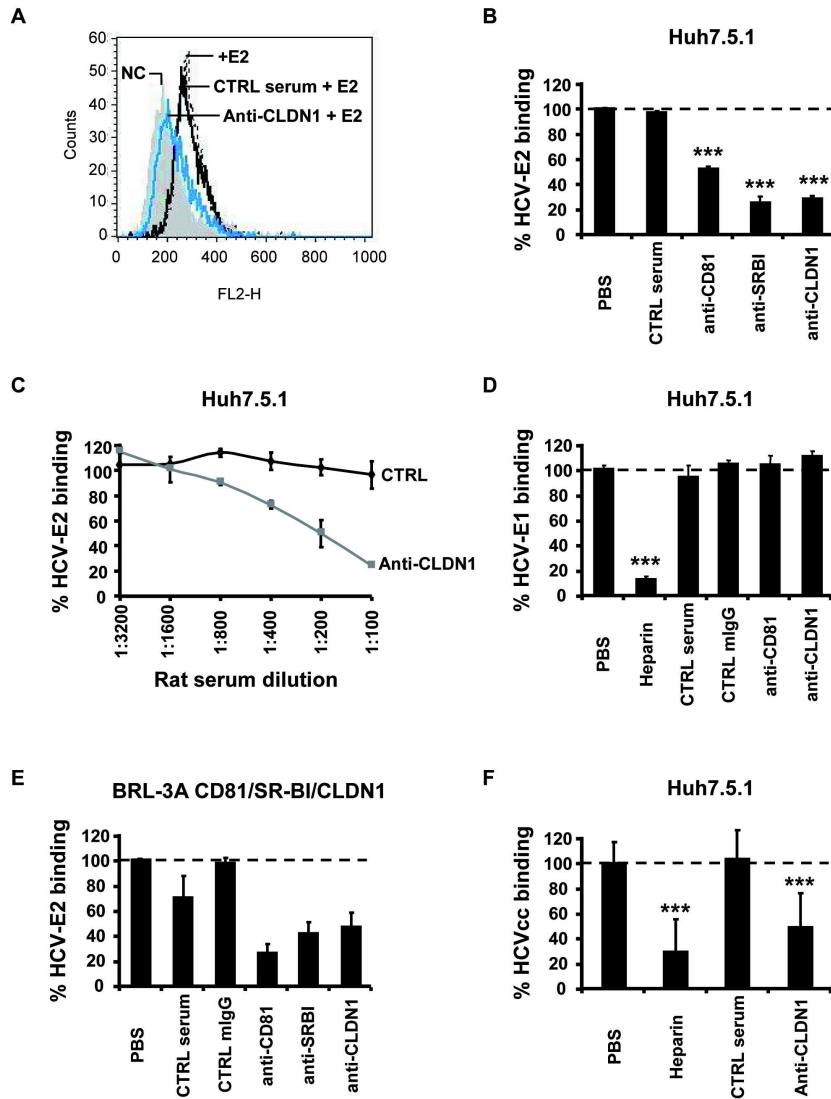 A
60
50
40
30
20
10
0
Counts
NC
+E2
CTRL serum + E2
Anti-CLDN1 + E2
0 200 400 600 800 1000
FL2-H
B
Huh7.5.1
% HCV-E2 binding
120
100
80
60
40
20
0
***
***
***
PBS
CTRL serum
anti-CD81
anti-SRBI
anti-CLDN1
C
Huh7.5.1
% HCV-E2 binding
120
100
80
60
40
20
0
CTRL
Anti-CLDN1
1:3200
1:1600
1:800
1:400
1:200
1:100
Rat serum dilution
D
Huh7.5.1
% HCV-E1 binding
120
100
80
60
40
20
0
***
PBS
Heparin
CTRL serum
CTRL mIgG
anti-CD81
anti-CLDN1
E
BRL-3A CD81/SR-BI/CLDN1
% HCV-E2 binding
120
100
80
60
40
20
0
PBS
CTRL serum
CTRL mIgG
anti-CD81
anti-SRBI
anti-CLDN1
F
Huh7.5.1
% HCVcc binding
120
100
80
60
40
20
0
***
***
PBS
Heparin
CTRL serum
Anti-CLDN1